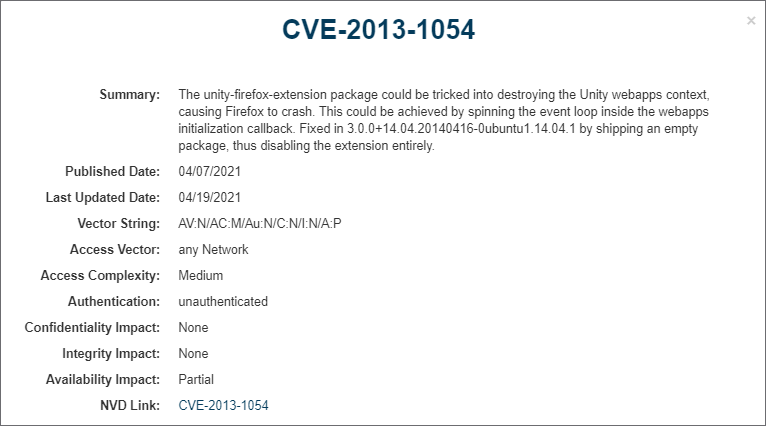 CVE-2013-1054
×
Summary: The unity-firefox-extension package could be tricked into destroying the Unity webapps context,
causing Firefox to crash. This could be achieved by spinning the event loop inside the webapps
initialization callback. Fixed in 3.0.0+14.04.20140416-0ubuntu1.14.04.1 by shipping an empty
package, thus disabling the extension entirely.
Published Date: 04/07/2021
Last Updated Date: 04/19/2021
Vector String: AV:N/AC:M/Au:N/C:N/I:N/A:P
Access Vector: any Network
Access Complexity: Medium
Authentication: unauthenticated
Confidentiality Impact: None
Integrity Impact: None
Availability Impact: Partial
NVD Link: CVE-2013-1054